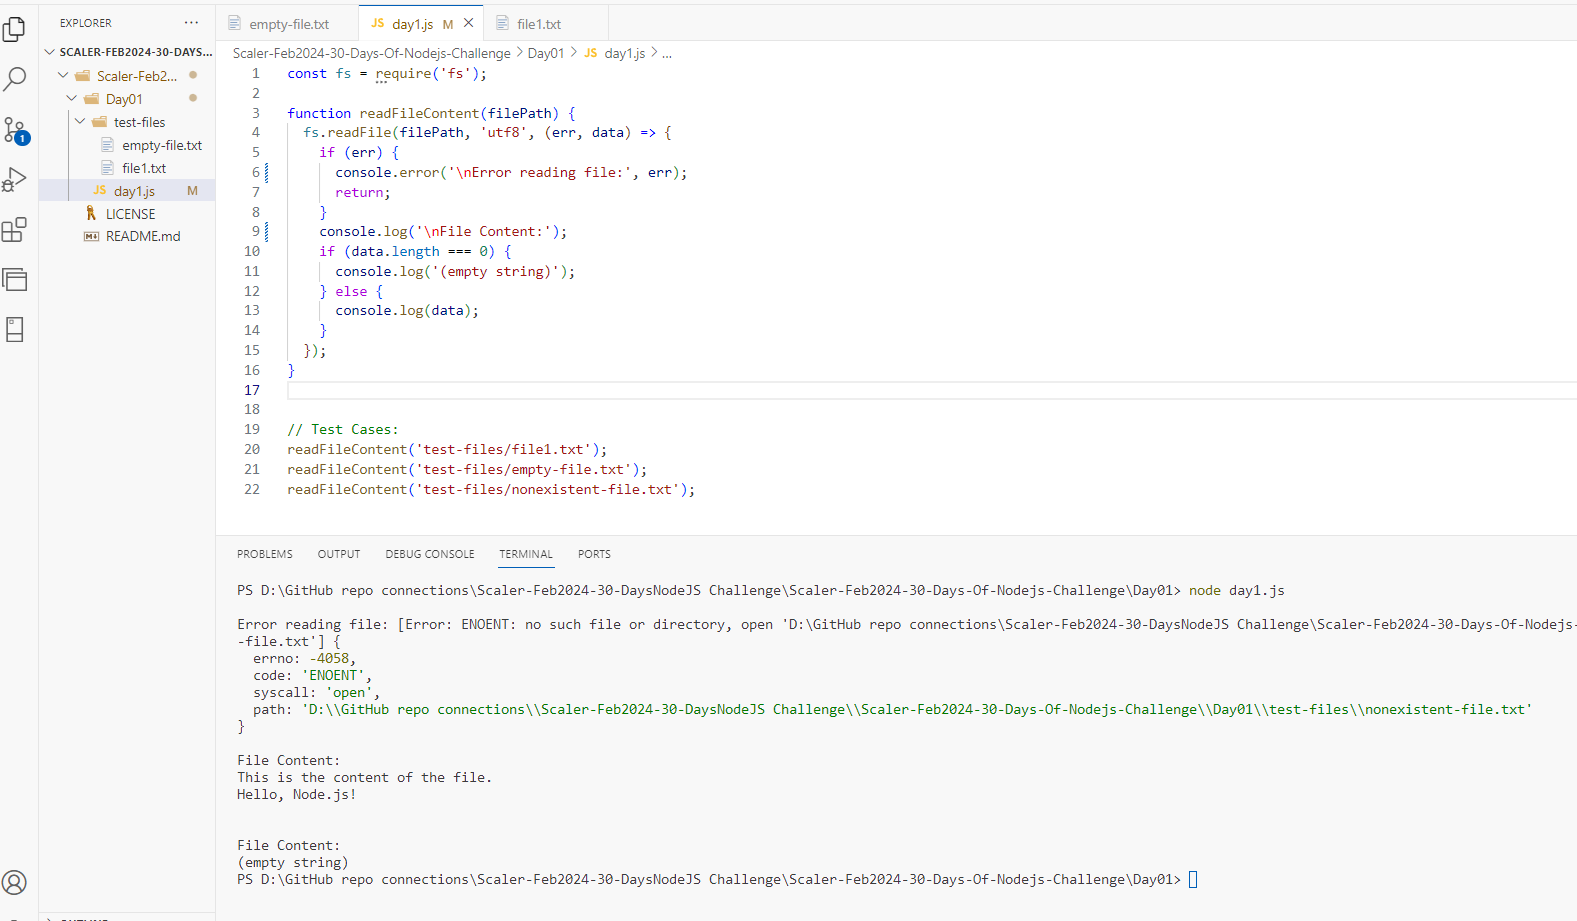 EXPLORER ···
SCALER-FEB2024-30-DAYS...
Scaler-Feb2...
Day01
test-files
empty-file.txt
file1.txt
JS day1.js M
LICENSE
README.md
1
empty-file.txt
JS day1.js M
file1.txt
Scaler-Feb2024-30-Days-Of-Nodejs-Challenge > Day01 > JS day1.js > ...
1 const fs = require('fs');
2
3 function readFileContent(filePath) {
4   fs.readFile(filePath, 'utf8', (err, data) => {
5     if (err) {
6       console.error('\nError reading file:', err);
7       return;
8     }
9     console.log('\nFile Content:');
10     if (data.length === 0) {
11       console.log('(empty string)');
12     } else {
13       console.log(data);
14     }
15   });
16 }
17
18
19 // Test Cases:
20 readFileContent('test-files/file1.txt');
21 readFileContent('test-files/empty-file.txt');
22 readFileContent('test-files/nonexistent-file.txt');
PROBLEMS OUTPUT DEBUG CONSOLE TERMINAL PORTS
PS D:\GitHub repo connections\Scaler-Feb2024-30-DaysNodeJS Challenge\Scaler-Feb2024-30-Days-Of-Nodejs-Challenge\Day01> node day1.js
Error reading file: [Error: ENOENT: no such file or directory, open 'D:\GitHub repo connections\Scaler-Feb2024-30-DaysNodeJS Challenge\Scaler-Feb2024-30-Days-Of-Nodejs-
-file.txt'] {
  errno: -4058,
  code: 'ENOENT',
  syscall: 'open',
  path: 'D:\\GitHub repo connections\\Scaler-Feb2024-30-DaysNodeJS Challenge\\Scaler-Feb2024-30-Days-Of-Nodejs-Challenge\\Day01\\test-files\\nonexistent-file.txt'
}
File Content:
This is the content of the file.
Hello, Node.js!
File Content:
(empty string)
PS D:\GitHub repo connections\Scaler-Feb2024-30-DaysNodeJS Challenge\Scaler-Feb2024-30-Days-Of-Nodejs-Challenge\Day01>